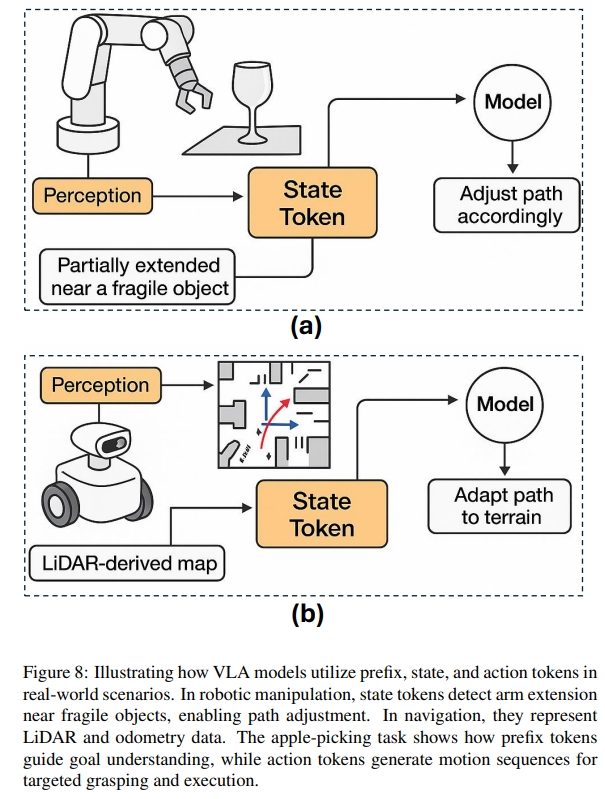 Perception
State
Token
Model
Adjust path
accordingly
Partially extended
near a fragile object
(a)
Perception
Model
State
Token
Adapt path
to terrain
LiDAR-derived map
(b)
Figure 8: Illustrating how VLA models utilize prefix, state, and action tokens in
real-world scenarios. In robotic manipulation, state tokens detect arm extension
near fragile objects, enabling path adjustment. In navigation, they represent
LiDAR and odometry data. The apple-picking task shows how prefix tokens
guide goal understanding, while action tokens generate motion sequences for
targeted grasping and execution.